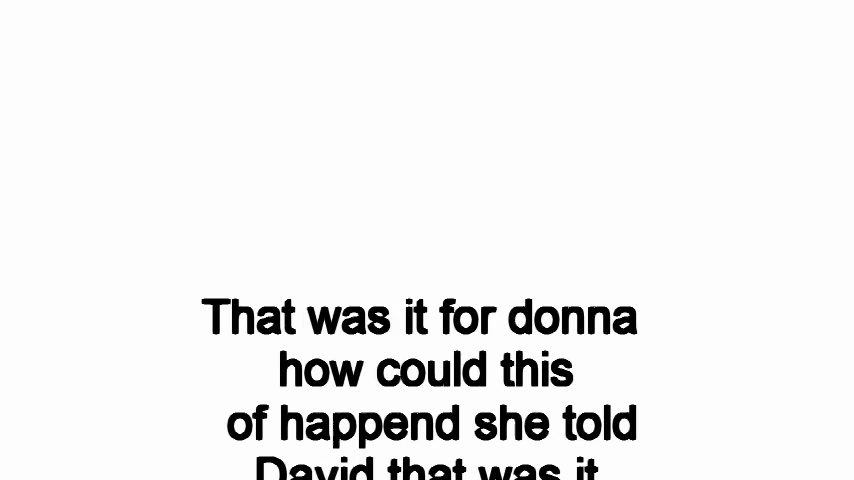 That was it for donna
how could this
of happend she told
David that was it